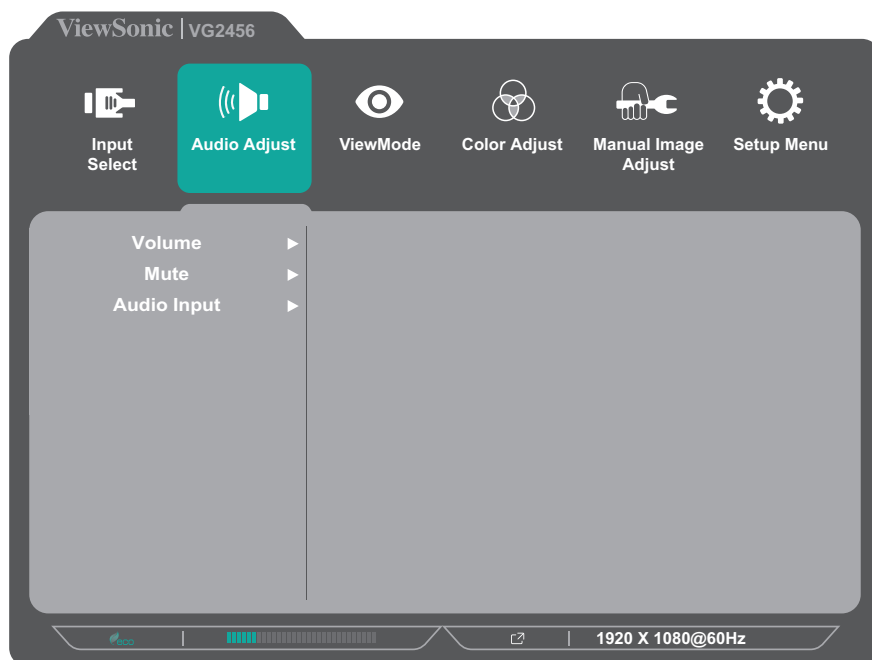 ViewSonic | VG2456
Input
Select
Audio Adjust
ViewMode
Color Adjust
Manual Image
Adjust
Setup Menu
Volume
Mute
Audio Input
eco
1920 X 1080@60Hz